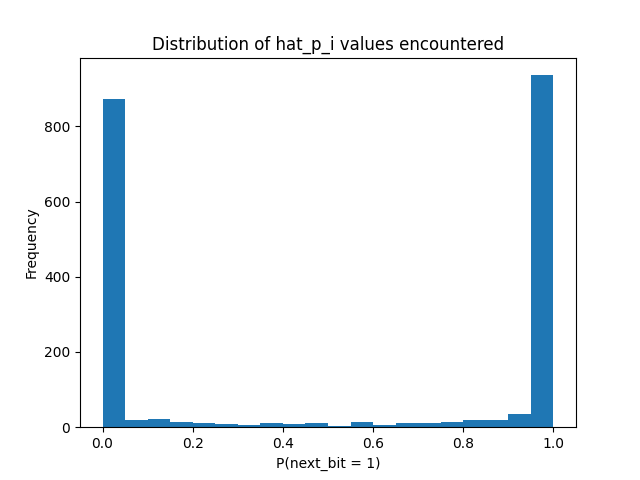 Distribution of hat_p_i values encountered
Frequency
800
600
400
200
0
0.0 0.2 0.4 0.6 0.8 1.0
P(next_bit = 1)